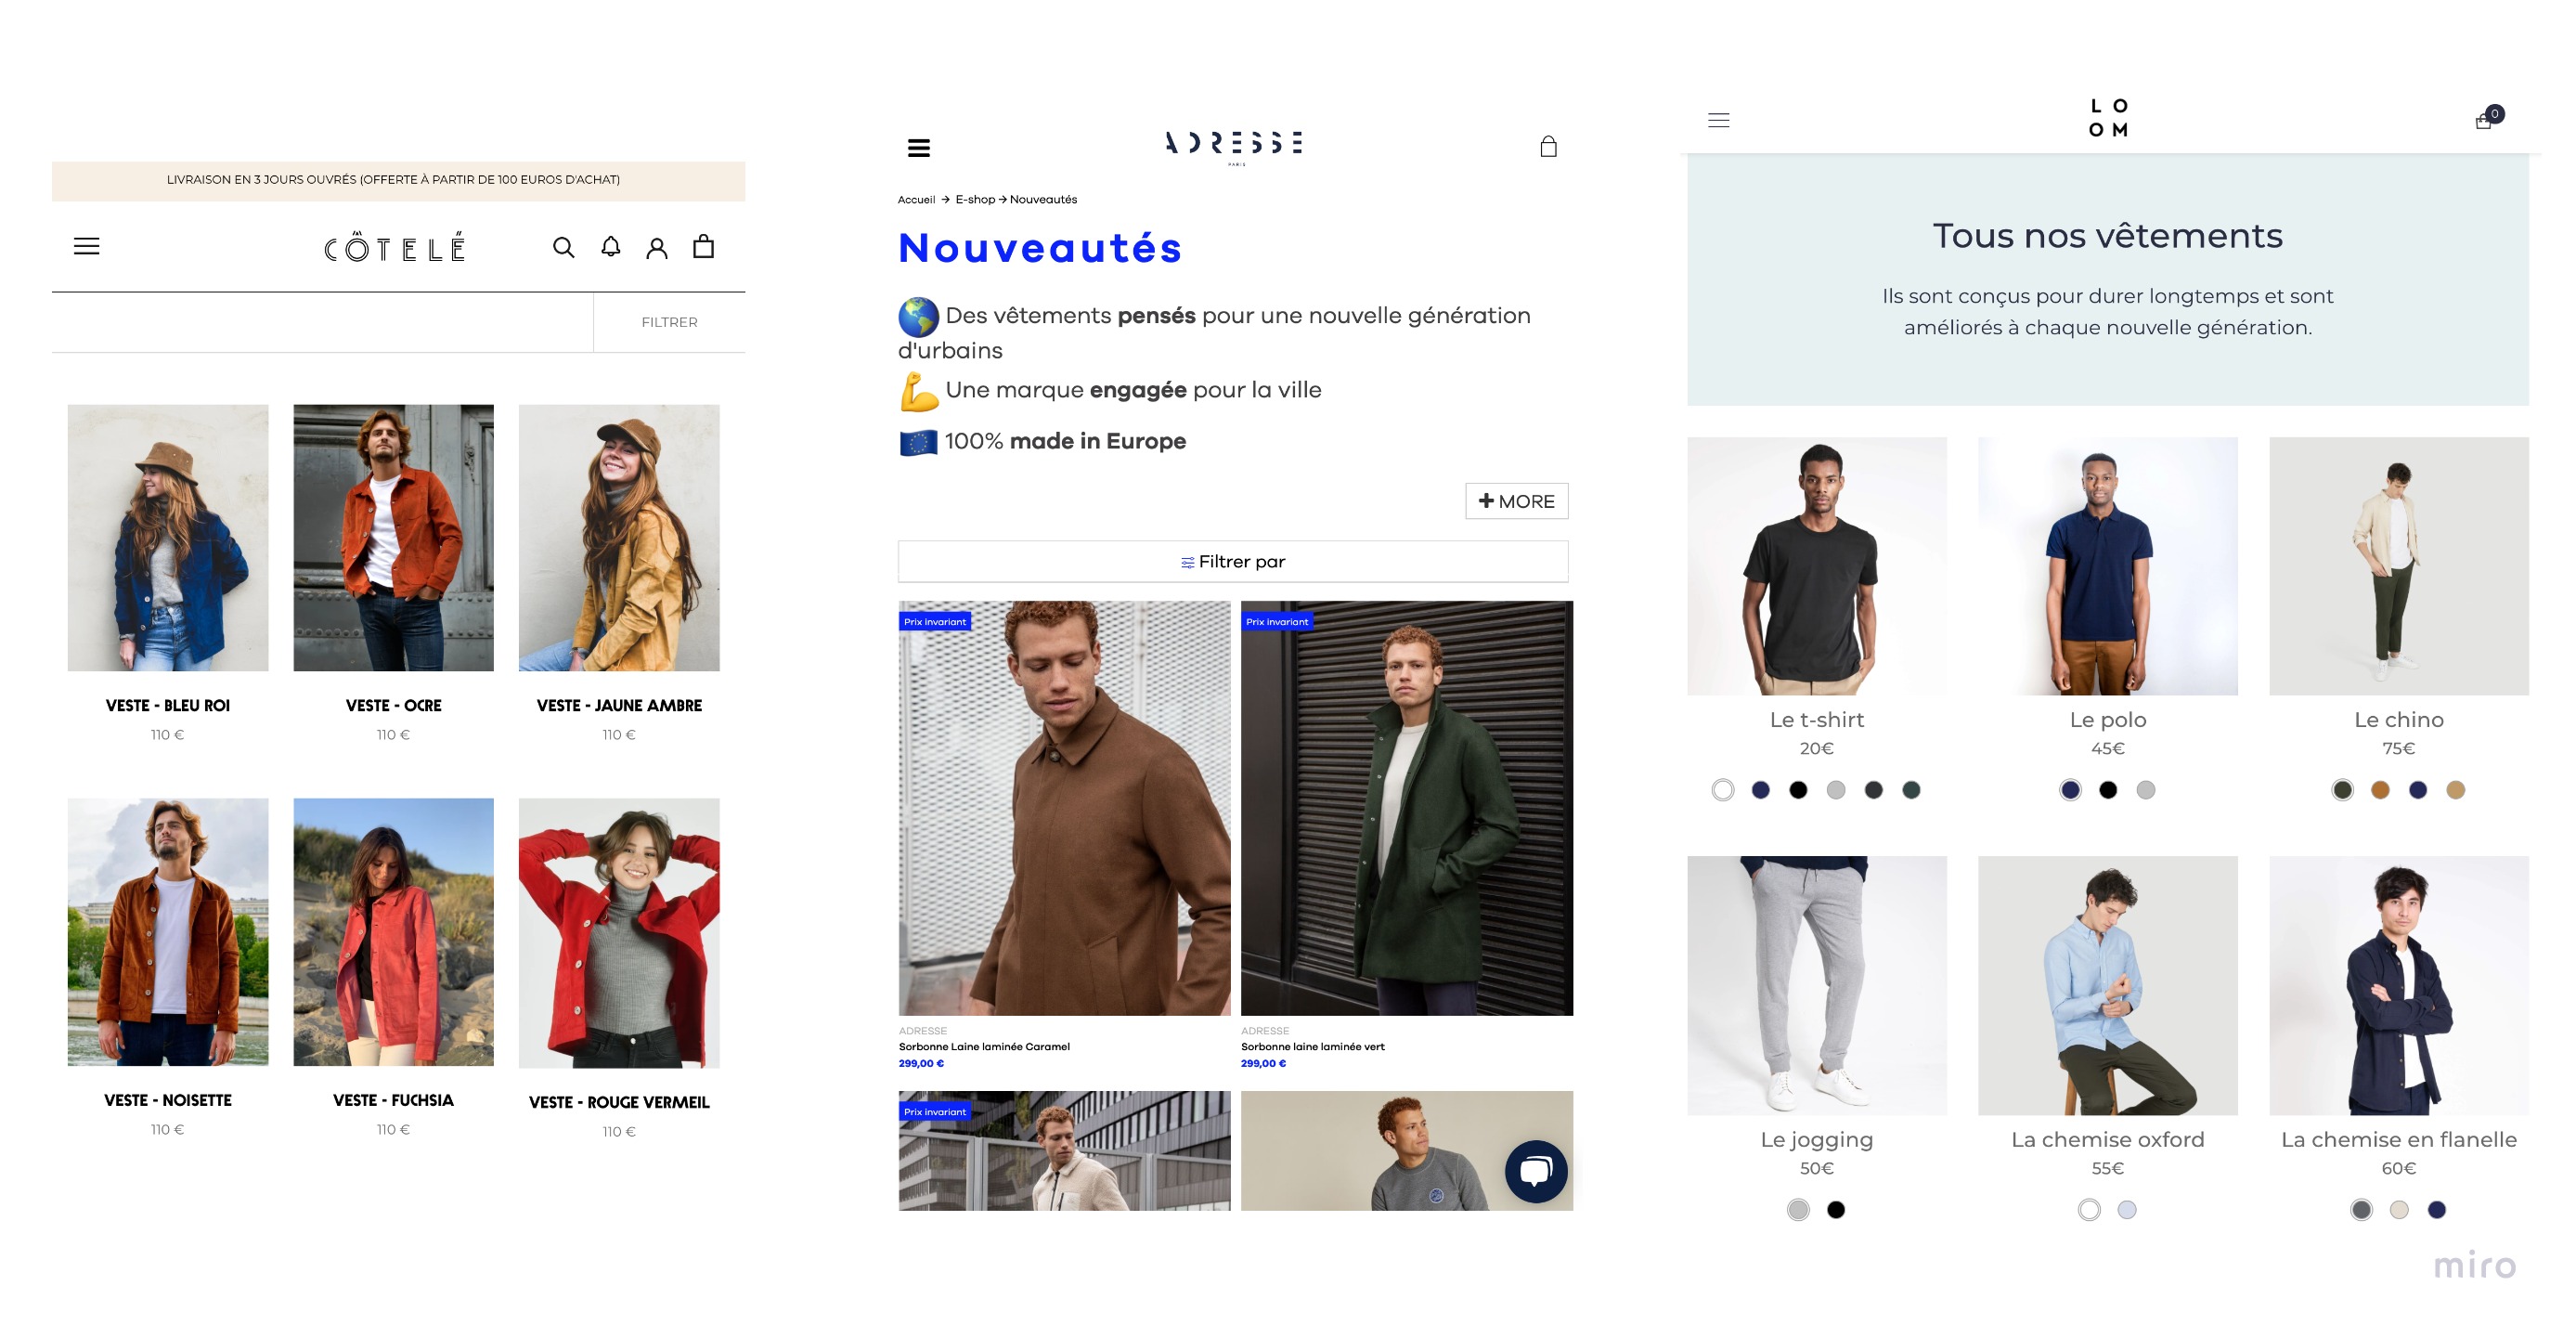 LIVRAISON EN 3 JOURS OUVRÉS (OFFERTE À PARTIR DE 100 EUROS D'ACHAT)
CÔTELÉ
FILTRER
VESTE - BLEU ROI
110 €
VESTE - OCRE
110 €
VESTE - JAUNE AMBRE
110 €
VESTE - NOISETTE
110 €
VESTE - FUCHSIA
110 €
VESTE - ROUGE VERMEIL
110 €
ADRESSE
PARIS
Accueil → E-shop → Nouveautés
Nouveautés
🌎 Des vêtements pensés pour une nouvelle génération
d'urbains
💪 Une marque engagée pour la ville
🇪🇺 100% made in Europe
+ MORE
Filtrer par
Prix invariant
Prix invariant
ADRESSE
Sorbonne Laine laminée Caramel
299,00 €
ADRESSE
Sorbonne laine laminée vert
299,00 €
Prix invariant
LO
OM
0
Tous nos vêtements
Ils sont conçus pour durer longtemps et sont
améliorés à chaque nouvelle génération.
Le t-shirt
20€
Le polo
45€
Le chino
75€
Le jogging
50€
La chemise oxford
55€
La chemise en flanelle
60€
miro